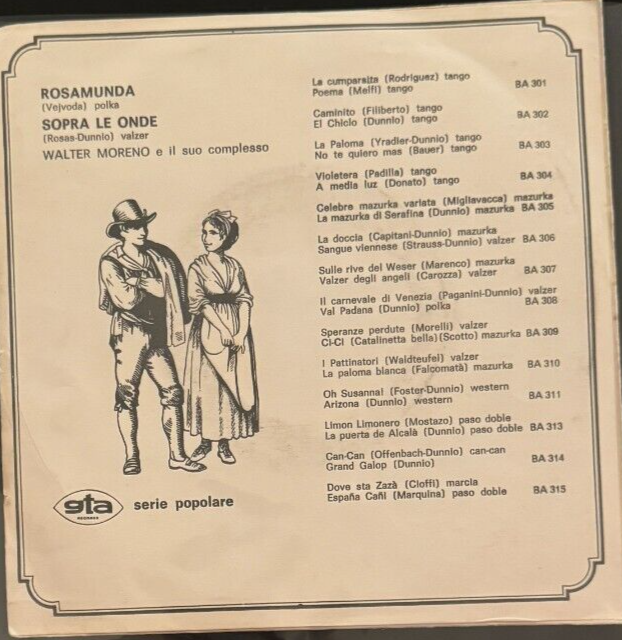 ROSAMUNDA
(Vejvoda) polka
SOPRA LE ONDE
(Rosas-Dunnio) valzer
WALTER MORENO e il suo complesso
gta
RECORDS
serie popolare
La cumparsita (Rodriguez) tango
Poema (Melfi) tango BA 301
Caminito (Filiberto) tango
El Chiclo (Dunnio) tango BA 302
La Paloma (Yradier-Dunnio) tango
No te quiero mas (Bauer) tango BA 303
Violetera (Padilla) tango
A media luz (Donato) tango BA 304
Celebre mazurka variata (Migliavacca) mazurka
La mazurka di Serafina (Dunnio) mazurka BA 305
La doccia (Capitani-Dunnio) mazurka
Sangue viennese (Strauss-Dunnio) valzer BA 306
Sulle rive del Weser (Marenco) mazurka
Valzer degli angeli (Carozza) valzer BA 307
Il carnevale di Venezia (Paganini-Dunnio) valzer
Val Padana (Dunnio) polka BA 308
Speranze perdute (Morelli) valzer
Ci-Ci (Catalinetta bella) (Scotto) mazurka BA 309
I Pattinatori (Waldteufel) valzer
La paloma blanca (Falcomatà) mazurka BA 310
Oh Susanna! (Foster-Dunnio) western
Arizona (Dunnio) western BA 311
Limon Limonero (Mostazo) paso doble
La puerta de Alcalà (Dunnio) paso doble BA 313
Can-Can (Offenbach-Dunnio) can-can
Grand Galop (Dunnio) BA 314
Dove sta Zazà (Cioffi) marcia
España Cañi (Marquina) paso doble BA 315